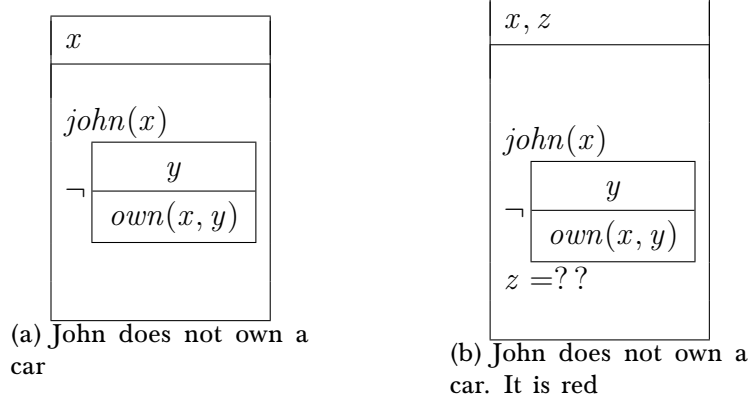 x
john(x)
y
¬
own(x, y)
(a) John does not own a
car
x, z
john(x)
y
¬
own(x, y)
z =? ?
(b) John does not own a
car. It is red